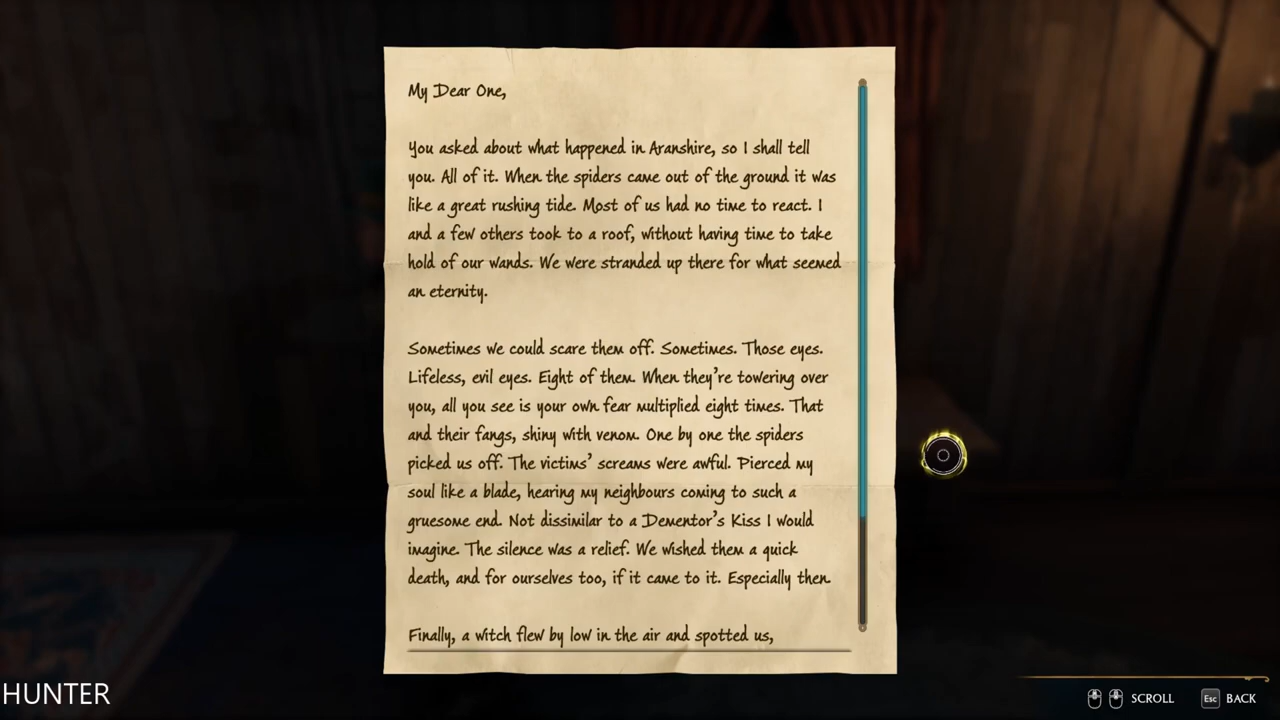 My Dear One,
You asked about what happened in Aranshire, so I shall tell
you. All of it. When the spiders came out of the ground it was
like a great rushing tide. Most of us had no time to react. I
and a few others took to a roof, without having time to take
hold of our wands. We were stranded up there for what seemed
an eternity.
Sometimes we could scare them off. Sometimes. Those eyes.
Lifeless, evil eyes. Eight of them. When they're towering over
you, all you see is your own fear multiplied eight times. That
and their fangs, shiny with venom. One by one the spiders
picked us off. The victims' screams were awful. Pierced my
soul like a blade, hearing my neighbours coming to such a
gruesome end. Not dissimilar to a Dementor's Kiss I would
imagine. The silence was a relief. We wished them a quick
death, and for ourselves too, if it came to it. Especially then.
Finally, a witch flew by low in the air and spotted us,
HUNTER
SCROLL
Esc BACK